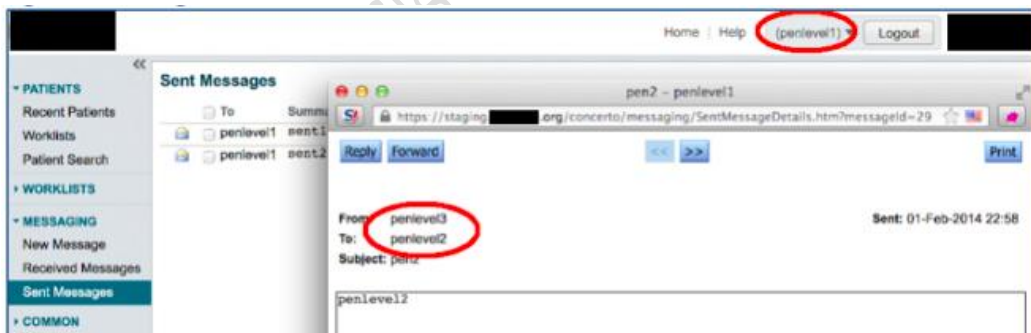 Home | Help (penlevel1) Logout
PATIENTS
Recent Patients
Worklists
Patient Search
WORKLISTS
MESSAGING
New Message
Received Messages
Sent Messages
COMMON
Sent Messages
To Summ
penlevel1 sent1
penlevel1 sent2
pen2 – penlevel1
https://staging. .org/concerto/messaging/SentMessageDetails.htm?messageId=29
Reply Forward << >> Print
From: penlevel3 Sent: 01-Feb-2014 22:58
To: penlevel2
Subject: pen2
penlevel2